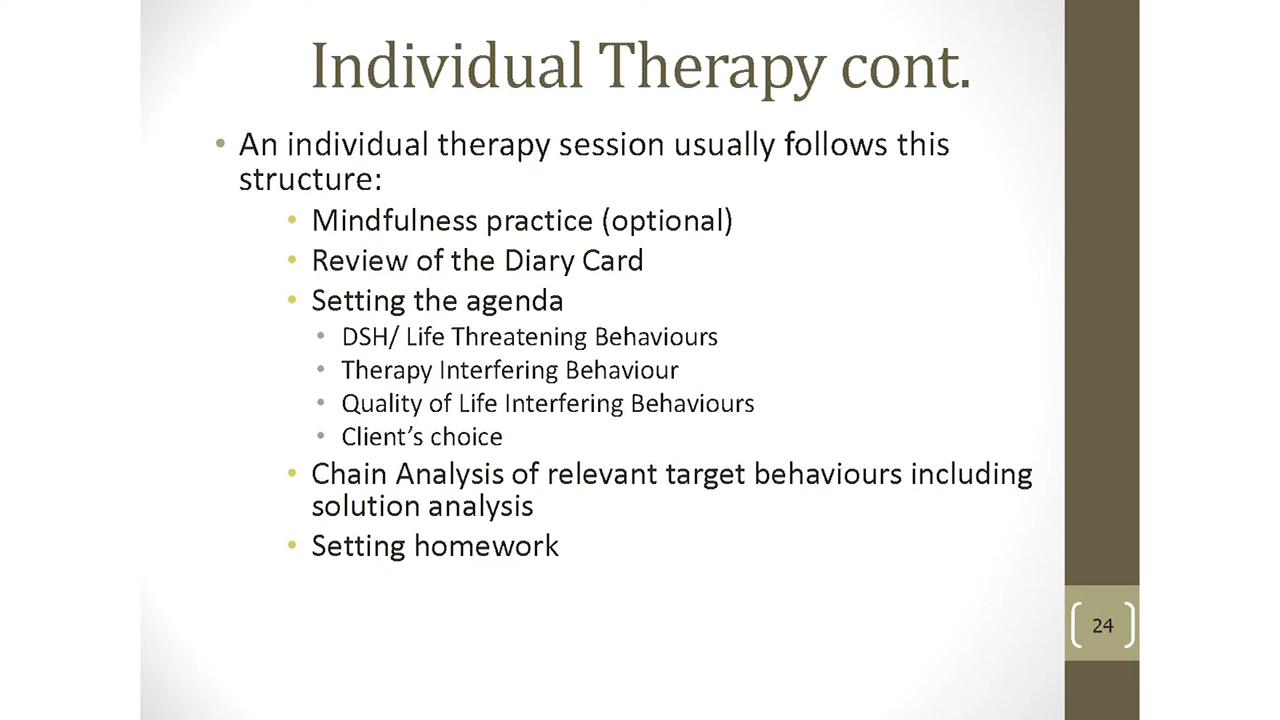 Individual Therapy cont.
• An individual therapy session usually follows this
structure:
• Mindfulness practice (optional)
• Review of the Diary Card
• Setting the agenda
• DSH/ Life Threatening Behaviours
• Therapy Interfering Behaviour
• Quality of Life Interfering Behaviours
• Client’s choice
• Chain Analysis of relevant target behaviours including
solution analysis
• Setting homework
24